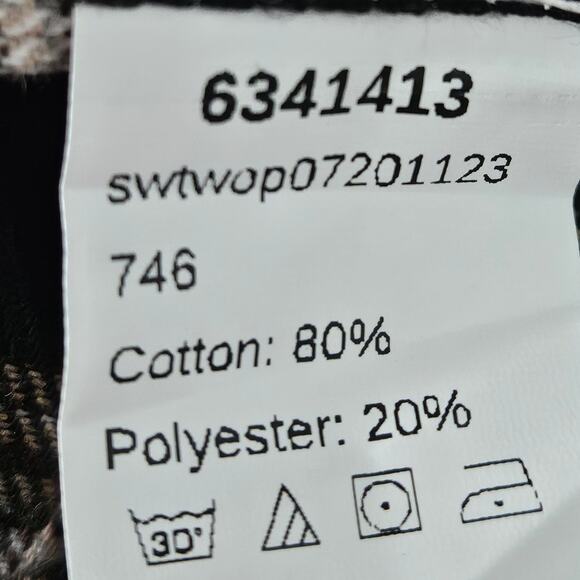 6341413
swtwop07201123
746
Cotton: 80%
Polyester: 20%
30°